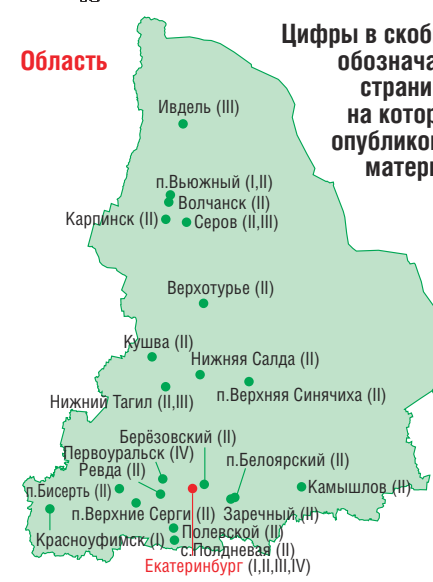 Область
Цифры в скоб
обознача
страни
на котор
опубликов
матери
Ивдель (III)
п.Вьюжный (I,II)
Волчанск (II)
Карпинск (II)
Серов (II,III)
Верхотурье (II)
Кушва (II)
Нижняя Салда (II)
п.Верхняя Синячиха (II)
Нижний Тагил (II,III)
Берёзовский (II)
Первоуральск (IV)
Ревда (II)
п.Белоярский (II)
п.Бисерть (II)
Камышлов (II)
п.Верхние Серги (II)
Заречный (II)
Красноуфимск (I)
Полевской (II)
с.Полдневая (II)
Екатеринбург (I,II,III,IV)